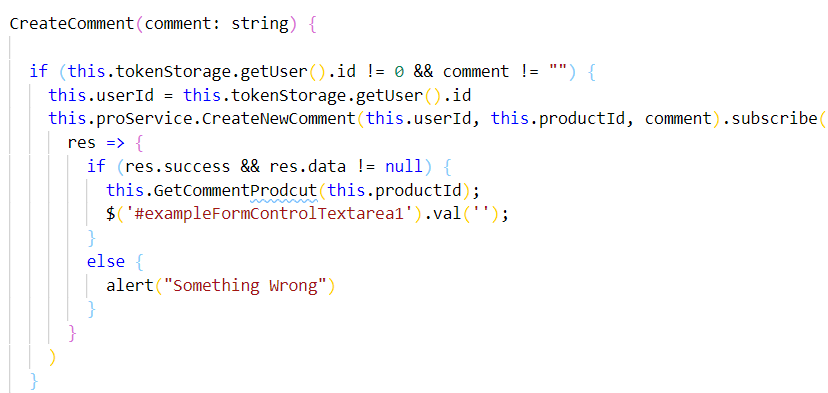 CreateComment(comment: string) {
if (this.tokenStorage.getUser().id != 0 && comment != "") {
this.userId = this.tokenStorage.getUser().id
this.proService.CreateNewComment(this.userId, this.productId, comment).subscribe(
res => {
if (res.success && res.data != null) {
this.GetCommentProdcut(this.productId);
$('#exampleFormControlTextarea1').val('');
}
else {
alert("Something Wrong")
}
}
)
}